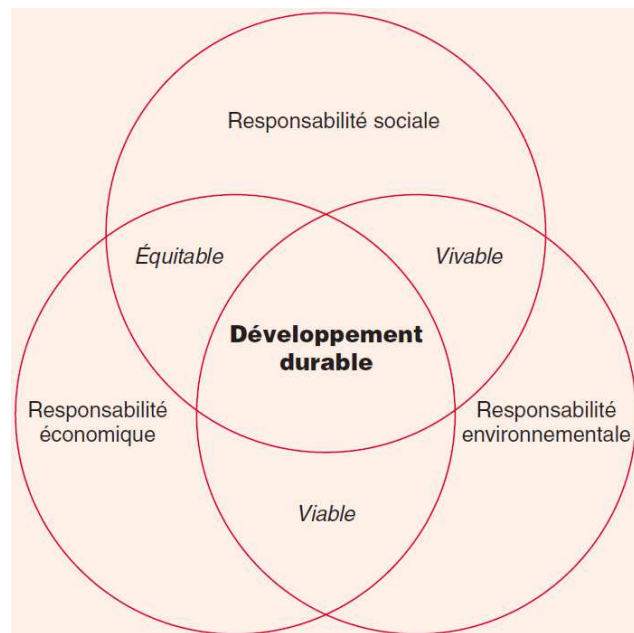 Responsabilité sociale
Équitable
Vivable
Développement
durable
Responsabilité
économique
Responsabilité
environnementale
Viable